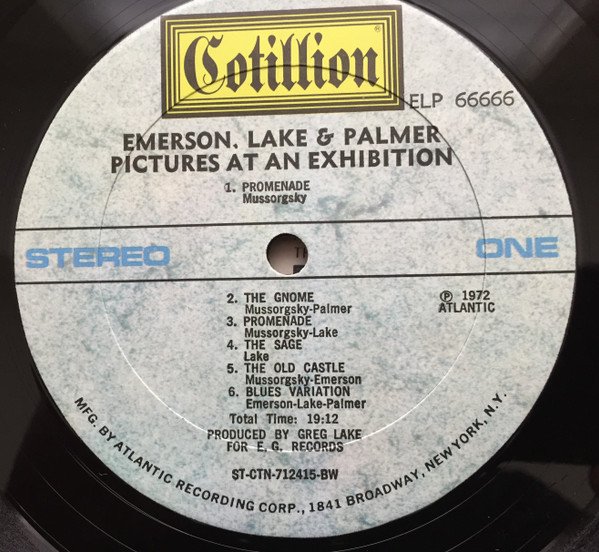 Cotillion
®
ELP 66666
EMERSON. LAKE & PALMER
PICTURES AT AN EXHIBITION
1. PROMENADE
Mussorgsky
STEREO
ONE
2. THE GNOME
Mussorgsky-Palmer
3. PROMENADE
Mussorgsky-Lake
4. THE SAGE
Lake
5. THE OLD CASTLE
Mussorgsky-Emerson
6. BLUES VARIATION
Emerson-Lake-Palmer
Total Time: 19:12
PRODUCED BY GREG LAKE
FOR E. G. RECORDS
ST-CTN-712415-BW
℗ 1972
ATLANTIC
MFG. BY ATLANTIC RECORDING CORP., 1841 BROADWAY, NEW YORK, N.Y.